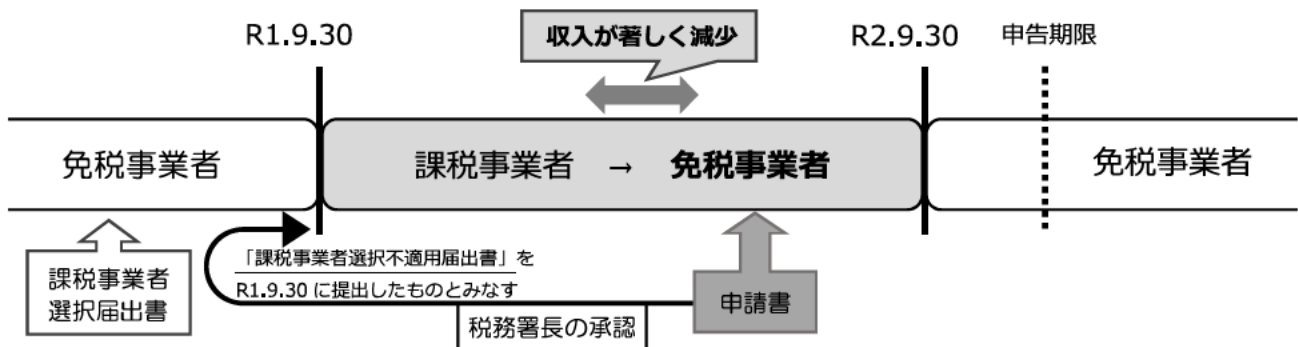 R1.9.30
収入が著しく減少
R2.9.30
申告期限
免税事業者
課税事業者 → 免税事業者
免税事業者
課税事業者
選択届出書
「課税事業者選択不適用届出書」を
R1.9.30 に提出したものとみなす
税務署長の承認
申請書